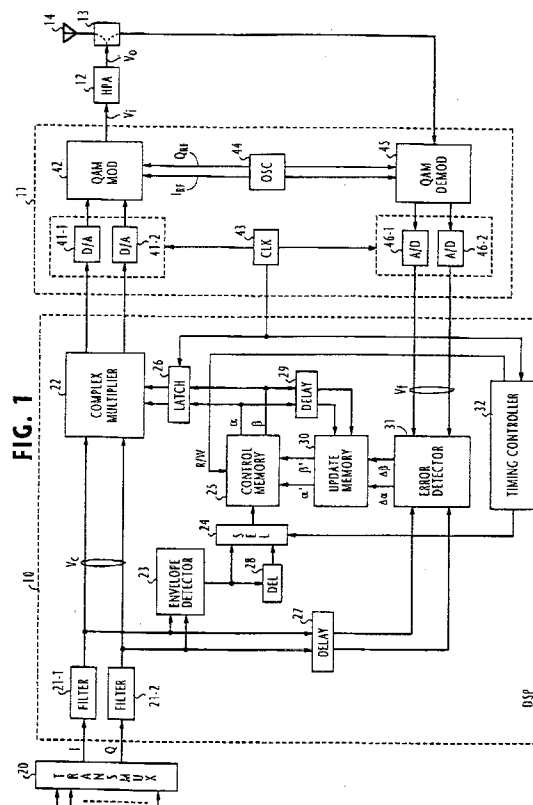 FIG. 1
10
20
TRANSMUX
I
Q
21-1
FILTER
FILTER
21-2
Vc
23
ENVELOPE DETECTOR
28
DEL
24
SEL
27
DELAY
22
COMPLEX MULTIPLIER
26
LATCH
α
β
R/W
25
CONTROL MEMORY
29
DELAY
30
α'
β'
UPDATE MEMORY
Δα
Δβ
31
ERROR DETECTOR
Vf
32
TIMING CONTROLLER
DSP
11
41-1
D/A
D/A
41-2
42
QAM MOD
43
CLK
IRF
QRF
44
OSC
45
QAM DEMOD
46-1
A/D
A/D
46-2
Vi
12
HPA
Vo
13
14